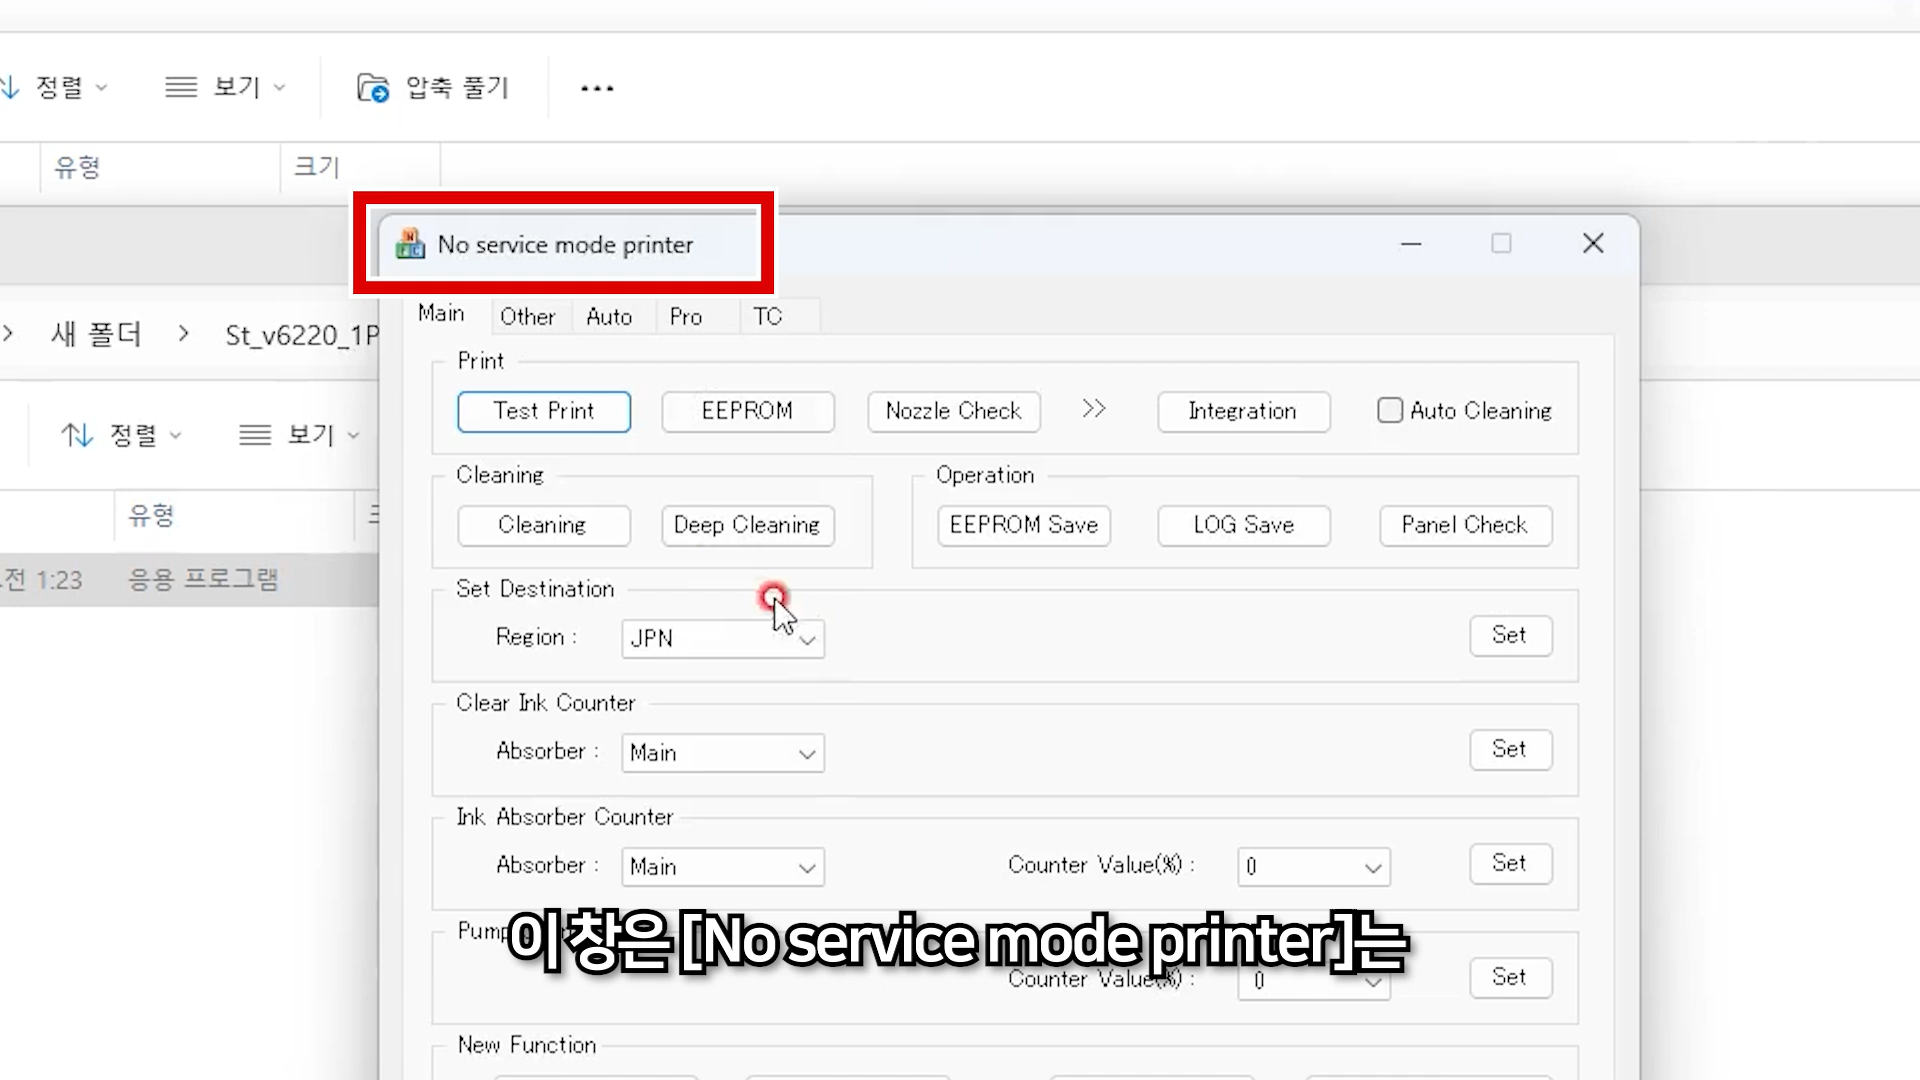 정렬 보기 압축 풀기 ...
유형 크기
No service mode printer
Main Other Auto Pro TC
> 새 폴더 > St_v6220_1P
Print
Test Print EEPROM Nozzle Check >> Integration Auto Cleaning
정렬 보기
Cleaning Operation
Cleaning Deep Cleaning EEPROM Save LOG Save Panel Check
유형
전 1:23 응용 프로그램
Set Destination
Region : JPN Set
Clear Ink Counter
Absorber : Main Set
Ink Absorber Counter
Absorber : Main Counter Value(%) : 0 Set
이 창은 [No service mode printer]는
Counter Value(%) : 0 Set
New Function